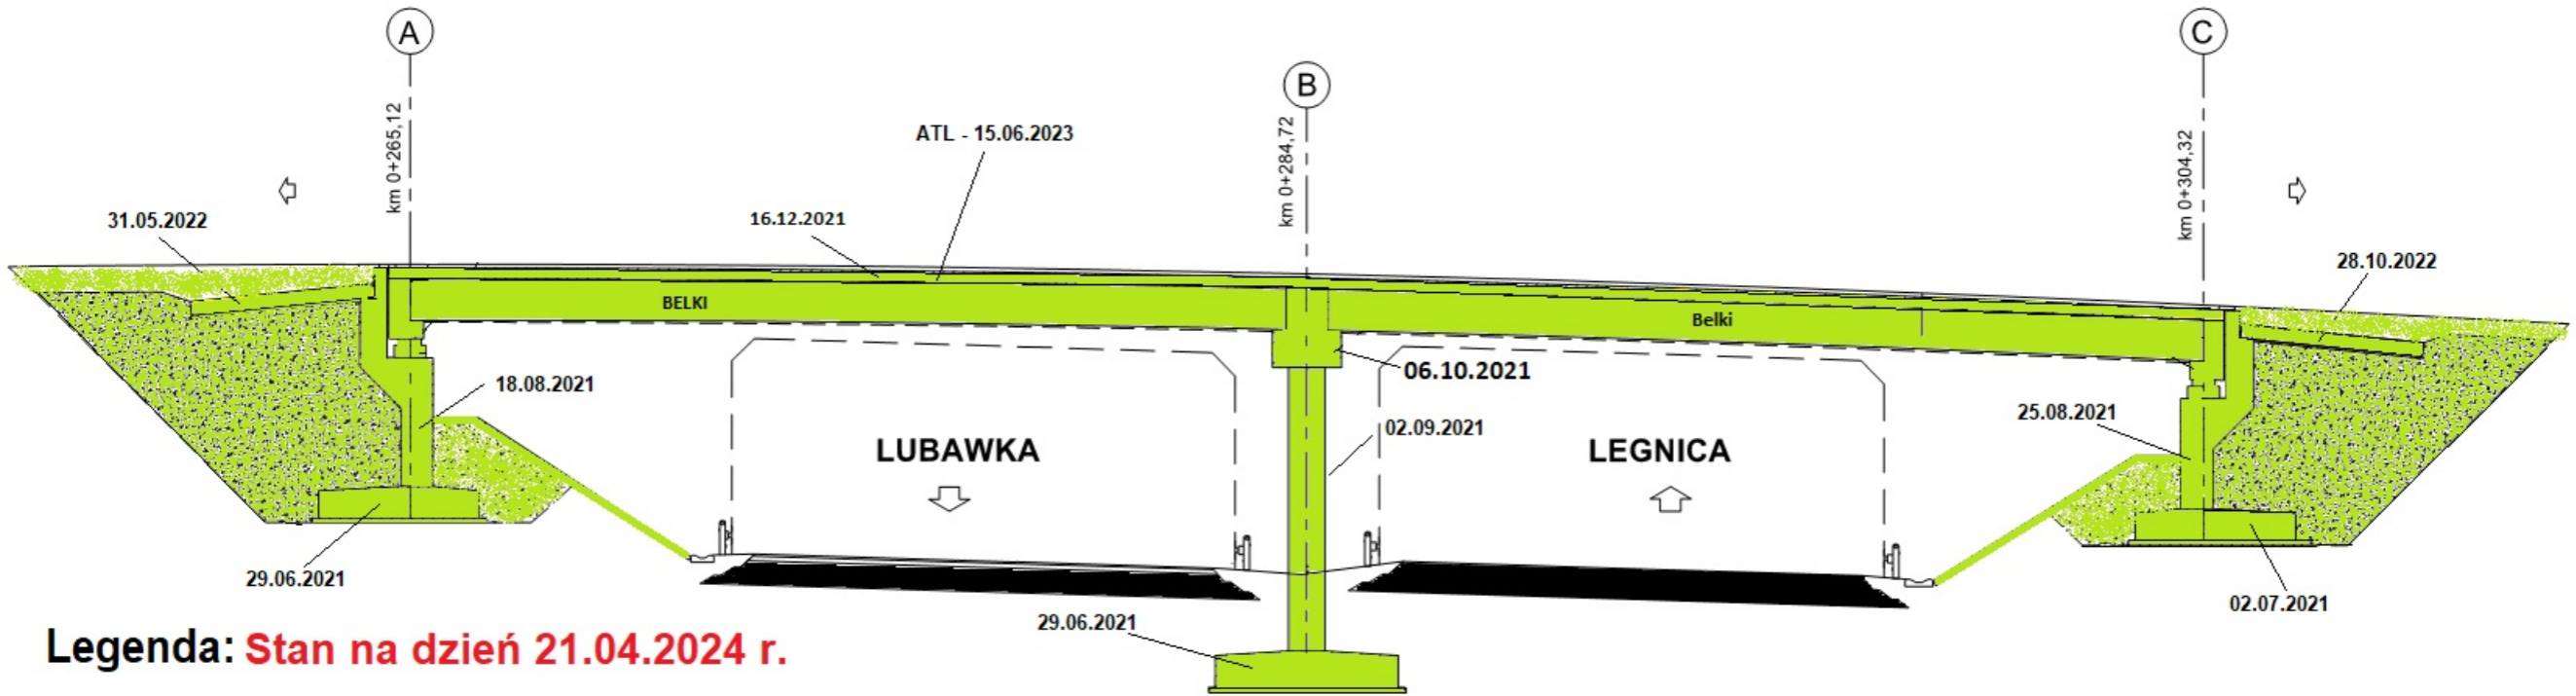 A
B
C
km 0+265,12
km 0+284,72
km 0+304,32
ATL - 15.06.2023
31.05.2022
16.12.2021
28.10.2022
BELKI
Belki
06.10.2021
18.08.2021
25.08.2021
02.09.2021
LUBAWKA
LEGNICA
29.06.2021
02.07.2021
29.06.2021
Legenda: Stan na dzień 21.04.2024 r.